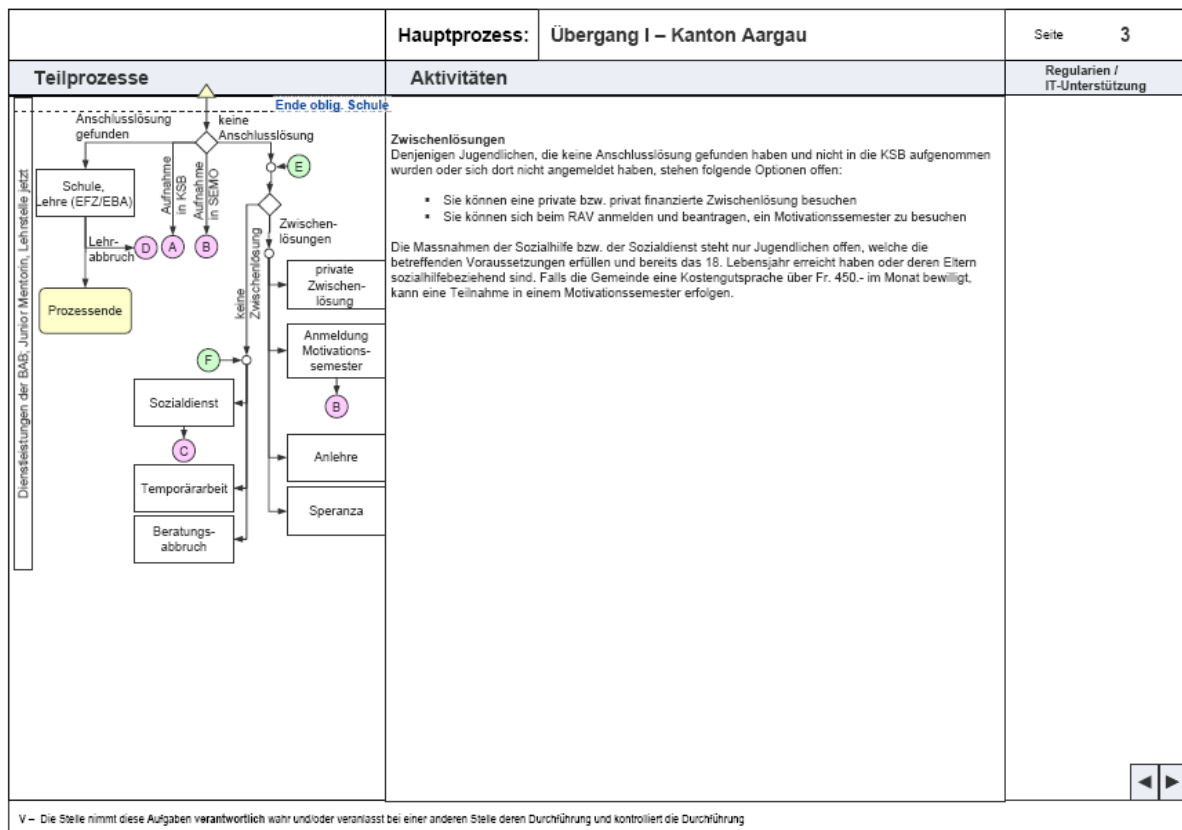 Hauptprozess:
Übergang I – Kanton Aargau
Seite 3
Teilprozesse
Aktivitäten
Regularien /
IT-Unterstützung
Ende oblig. Schule
Dienstleistungen der BAB; Junior Mentorin, Lehrstelle jetzt
Anschlusslösung
gefunden
keine
Anschlusslösung
E
Schule,
Lehre (EFZ/EBA)
Aufnahme
in KSB
Aufnahme
in SEMO
Lehr-
abbruch
D
A
B
Zwischen-
lösungen
keine
Zwischenlösung
Prozessende
private
Zwischen-
lösung
Anmeldung
Motivations-
semester
F
B
Sozialdienst
C
Anlehre
Temporärarbeit
Speranza
Beratungs-
abbruch
Zwischenlösungen
Denjenigen Jugendlichen, die keine Anschlusslösung gefunden haben und nicht in die KSB aufgenommen
wurden oder sich dort nicht angemeldet haben, stehen folgende Optionen offen:
▪ Sie können eine private bzw. privat finanzierte Zwischenlösung besuchen
▪ Sie können sich beim RAV anmelden und beantragen, ein Motivationssemester zu besuchen
Die Massnahmen der Sozialhilfe bzw. der Sozialdienst steht nur Jugendlichen offen, welche die
betreffenden Voraussetzungen erfüllen und bereits das 18. Lebensjahr erreicht haben oder deren Eltern
sozialhilfebeziehend sind. Falls die Gemeinde eine Kostengutsprache über Fr. 450.- im Monat bewilligt,
kann eine Teilnahme in einem Motivationssemester erfolgen.
V – Die Stelle nimmt diese Aufgaben verantwortlich wahr und/oder veranlasst bei einer anderen Stelle deren Durchführung und kontrolliert die Durchführung